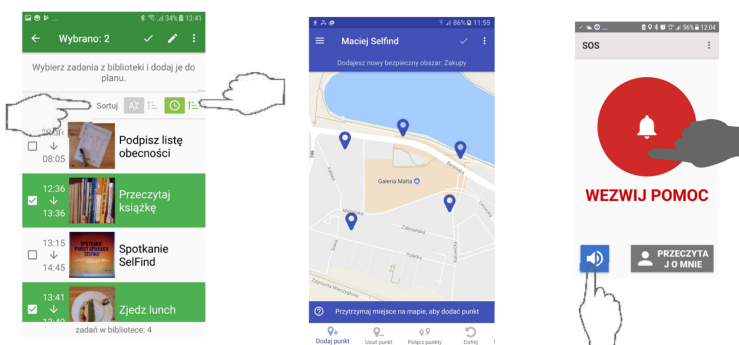 34% 13:41
Wybrano: 2
Wybierz zadania z biblioteki i dodaj je do
planu.
Sortuj AZ
08:05
Podpisz listę
obecności
12:36
13:36
Przeczytaj
książkę
13:15
14:45
SPOTKANIE
SELFIND
Spotkanie
SelFind
13:41
Zjedz lunch
zadań w bibliotece: 4
86% 11:55
Maciej Selfind
Dodajesz nowy bezpieczny obszar: Zakupy
Galeria Malta
Przytrzymaj miejsce na mapie, aby dodać punkt
Dodaj punkt
Usuń punkt
Połącz punkty
Cofnij
56% 12:04
SOS
WEZWIJ POMOC
PRZECZYTA
J O MNIE